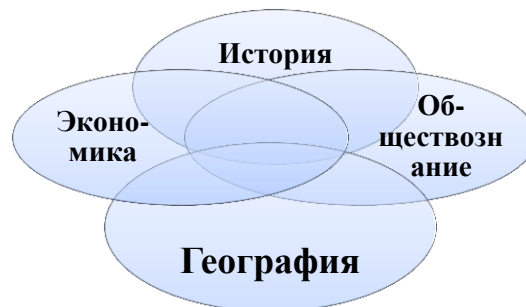 История
Эконо-
мика
Об-
ществозн
ание
География